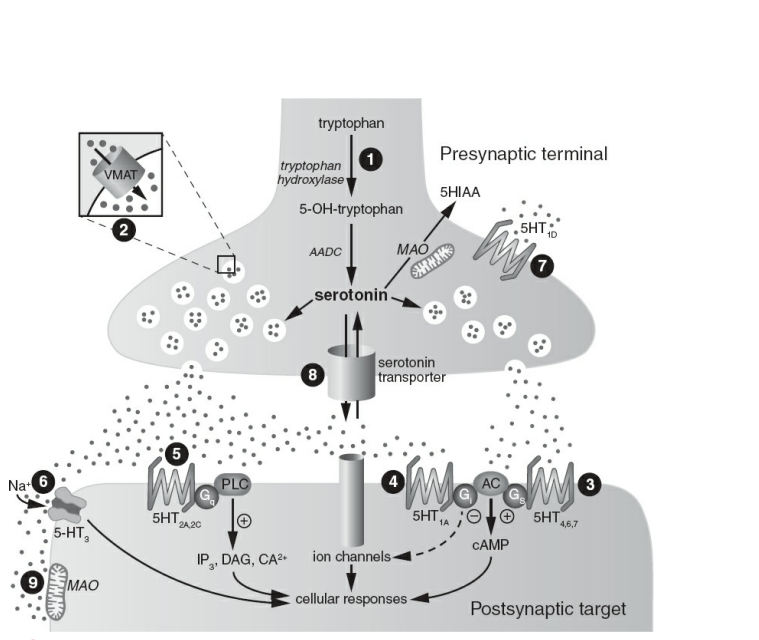 tryptophan
1
tryptophan
hydroxylase
Presynaptic terminal
VMAT
5HIAA
5-OH-tryptophan
2
5HT1D
AADC
MAO
7
serotonin
8
serotonin
transporter
5
6
Na+
4
3
PLC
AC
Gq
Gi
Gs
5HT2A,2C
5HT1A
5HT4,6,7
5-HT3
+
−
+
cAMP
IP3, DAG, CA2+
ion channels
9
MAO
cellular responses
Postsynaptic target